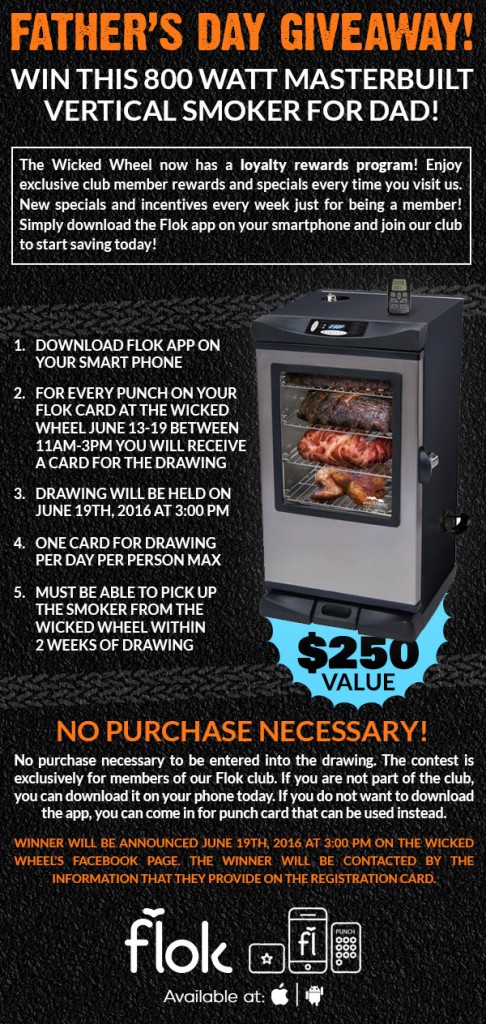 FATHER'S DAY GIVEAWAY!
WIN THIS 800 WATT MASTERBUILT
VERTICAL SMOKER FOR DAD!
The Wicked Wheel now has a loyalty rewards program! Enjoy
exclusive club member rewards and specials every time you visit us.
New specials and incentives every week just for being a member!
Simply download the Flok app on your smartphone and join our club
to start saving today!
1. DOWNLOAD FLOK APP ON
YOUR SMART PHONE
2. FOR EVERY PUNCH ON YOUR
FLOK CARD AT THE WICKED
WHEEL JUNE 13-19 BETWEEN
11AM-3PM YOU WILL RECEIVE
A CARD FOR THE DRAWING
3. DRAWING WILL BE HELD ON
JUNE 19TH, 2016 AT 3:00 PM
4. ONE CARD FOR DRAWING
PER DAY PER PERSON MAX
5. MUST BE ABLE TO PICK UP
THE SMOKER FROM THE
WICKED WHEEL WITHIN
2 WEEKS OF DRAWING
$250
VALUE
NO PURCHASE NECESSARY!
No purchase necessary to be entered into the drawing. The contest is
exclusively for members of our Flok club. If you are not part of the club,
you can download it on your phone today. If you do not want to download
the app, you can come in for punch card that can be used instead.
WINNER WILL BE ANNOUNCED JUNE 19TH, 2016 AT 3:00 PM ON THE WICKED
WHEEL'S FACEBOOK PAGE. THE WINNER WILL BE CONTACTED BY THE
INFORMATION THAT THEY PROVIDE ON THE REGISTRATION CARD.
flok
fl
PUNCH
Available at: